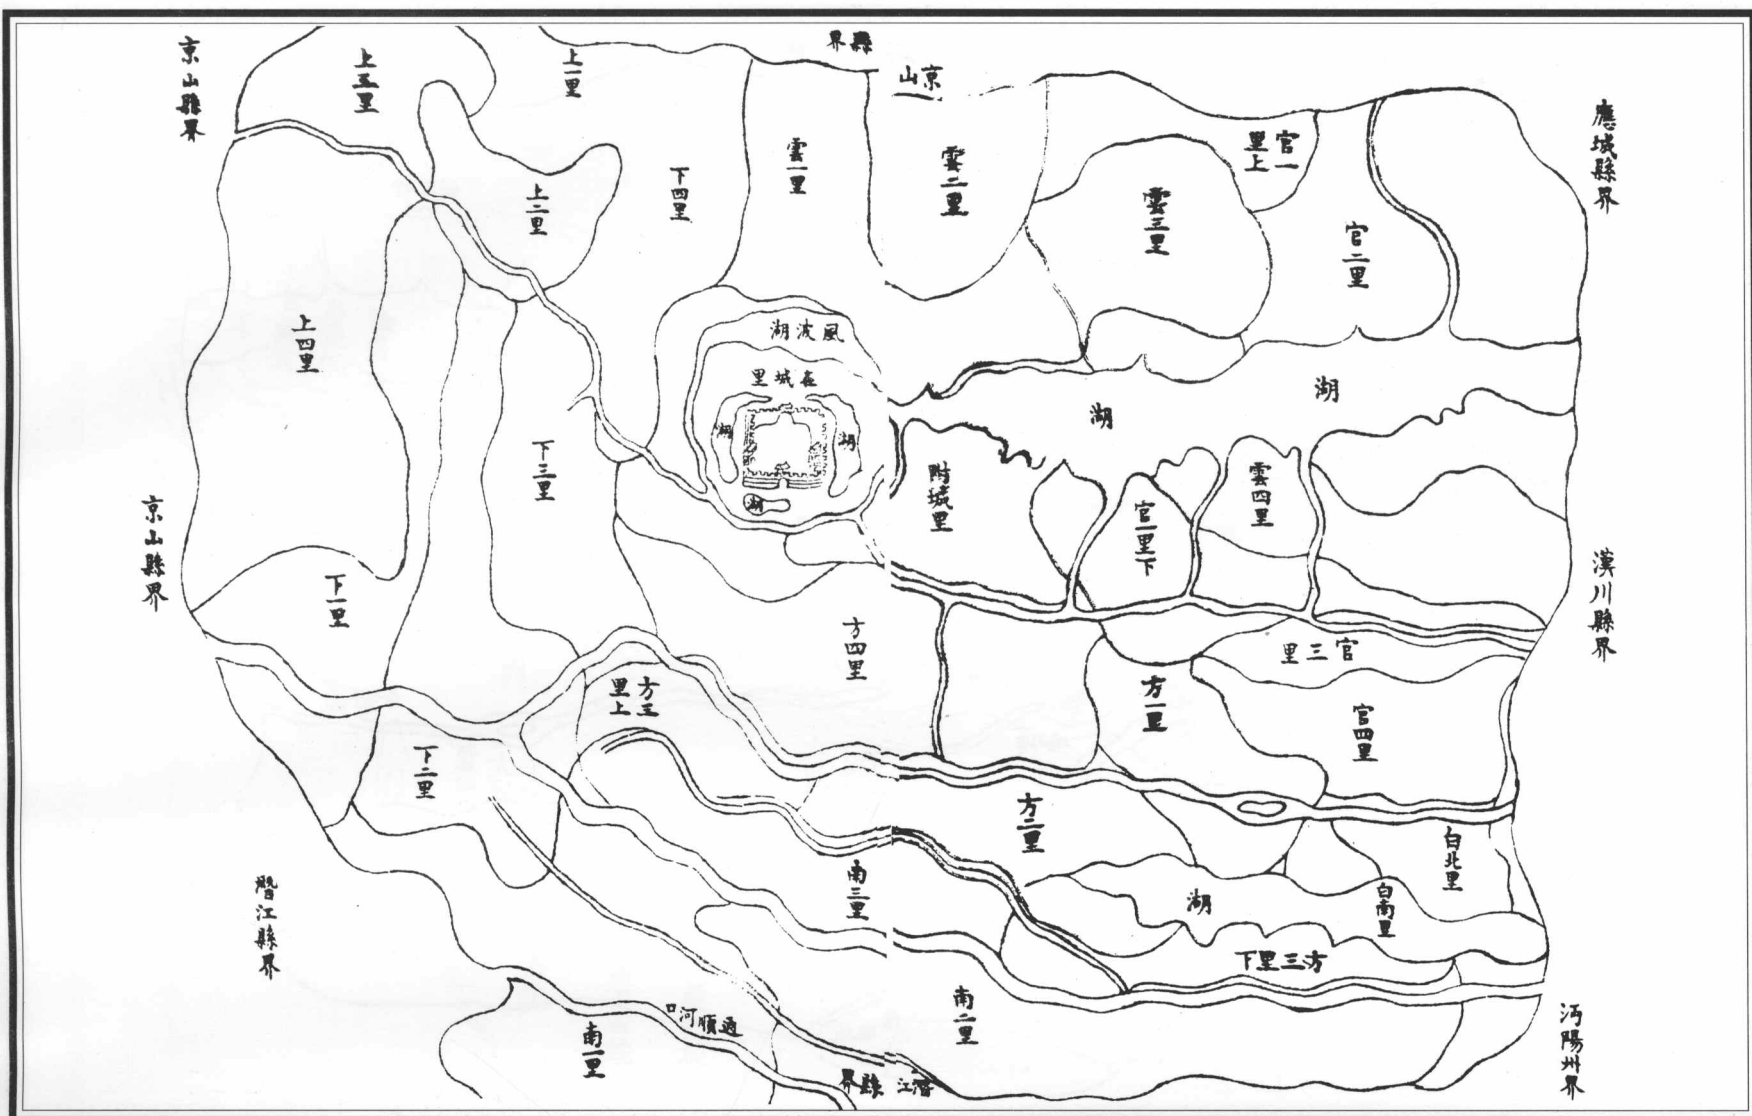 京山縣界
上五里
上一里
京山縣界
應城縣界
雲一里
雲二里
官一里上
雲三里
官二里
上二里
下四里
上四里
風波湖
在城里
湖
湖
湖
湖
湖
下三里
附城里
官一里下
雲四里
京山縣界
漢川縣界
下一里
方四里
官三里
方三里上
方一里
官四里
下二里
方二里
白北里
南三里
湖
白南里
潛江縣界
方三里下
南二里
通順河口
南一里
潛江縣界
沔陽州界